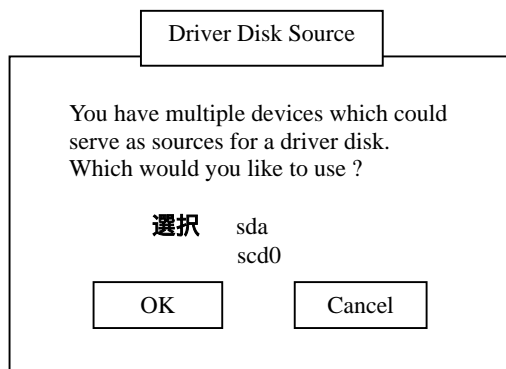 Driver Disk Source
You have multiple devices which could
serve as sources for a driver disk.
Which would you like to use ?
選択 sda
scd0
OK Cancel